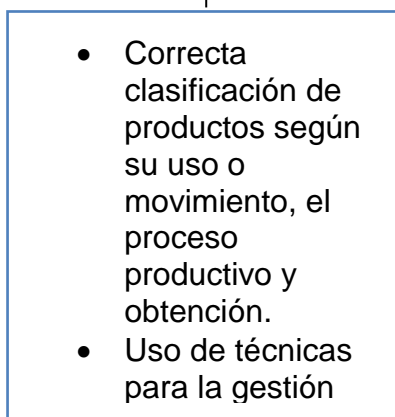 • Correcta
clasificación de
productos según
su uso o
movimiento, el
proceso
productivo y
obtención.
• Uso de técnicas
para la gestión